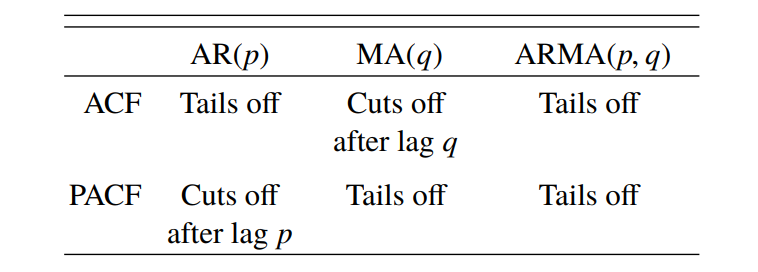 AR(p) MA(q) ARMA(p, q)
ACF Tails off Cuts off Tails off
after lag q
PACF Cuts off Tails off Tails off
after lag p